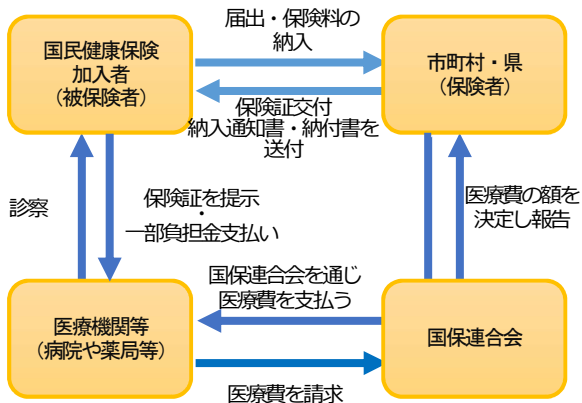 届出・保険料の
納入
国民健康保険
加入者
（被保険者）
市町村・県
（保険者）
保険証交付
納入通知書・納付書を
送付
診察
保険証を提示
・
一部負担金支払い
医療費の額を
決定し報告
国保連合会を通じ
医療費を支払う
医療機関等
（病院や薬局等）
国保連合会
医療費を請求